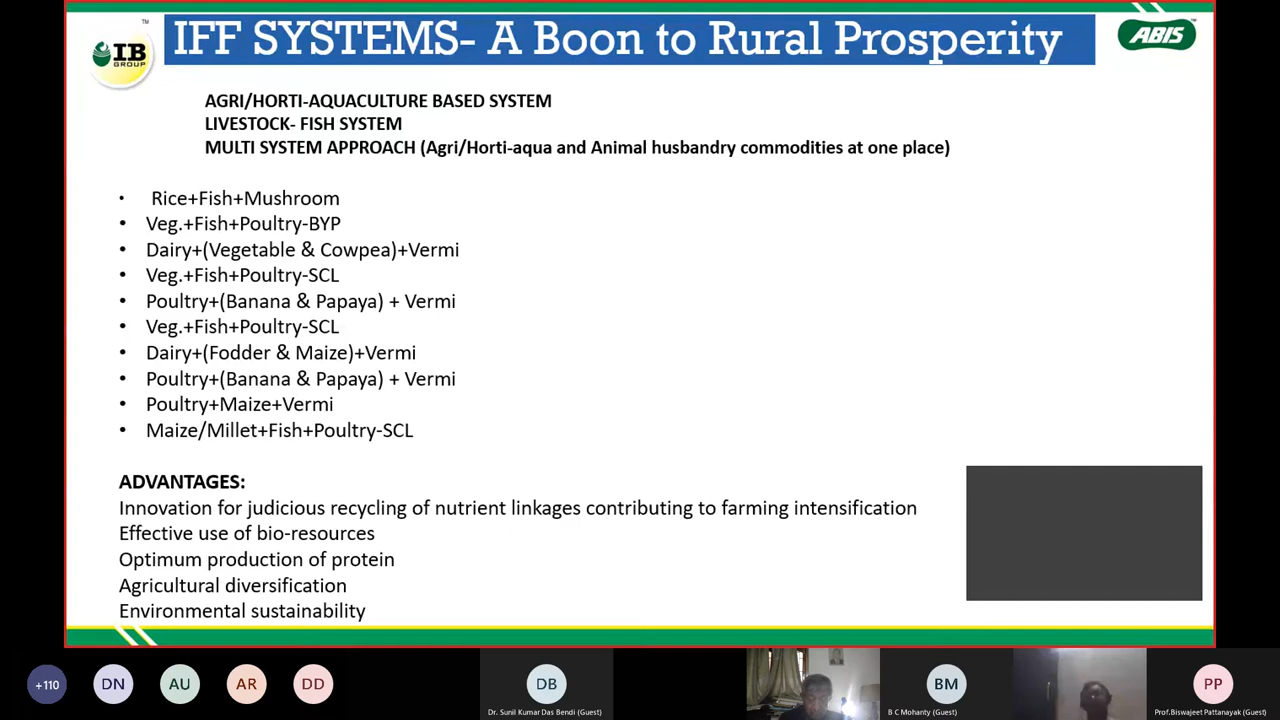 IB
GROUP
TM
IFF SYSTEMS- A Boon to Rural Prosperity
ABIS
AGRI/HORTI-AQUACULTURE BASED SYSTEM
LIVESTOCK- FISH SYSTEM
MULTI SYSTEM APPROACH (Agri/Horti-aqua and Animal husbandry commodities at one place)
• Rice+Fish+Mushroom
• Veg.+Fish+Poultry-BYP
• Dairy+(Vegetable & Cowpea)+Vermi
• Veg.+Fish+Poultry-SCL
• Poultry+(Banana & Papaya) + Vermi
• Veg.+Fish+Poultry-SCL
• Dairy+(Fodder & Maize)+Vermi
• Poultry+(Banana & Papaya) + Vermi
• Poultry+Maize+Vermi
• Maize/Millet+Fish+Poultry-SCL
ADVANTAGES:
Innovation for judicious recycling of nutrient linkages contributing to farming intensification
Effective use of bio-resources
Optimum production of protein
Agricultural diversification
Environmental sustainability
+110
DN
AU
AR
DD
DB
Dr. Sunil Kumar Das Bendi (Guest)
BM
B C Mohanty (Guest)
PP
Prof.Biswajeet Pattanayak (Guest)